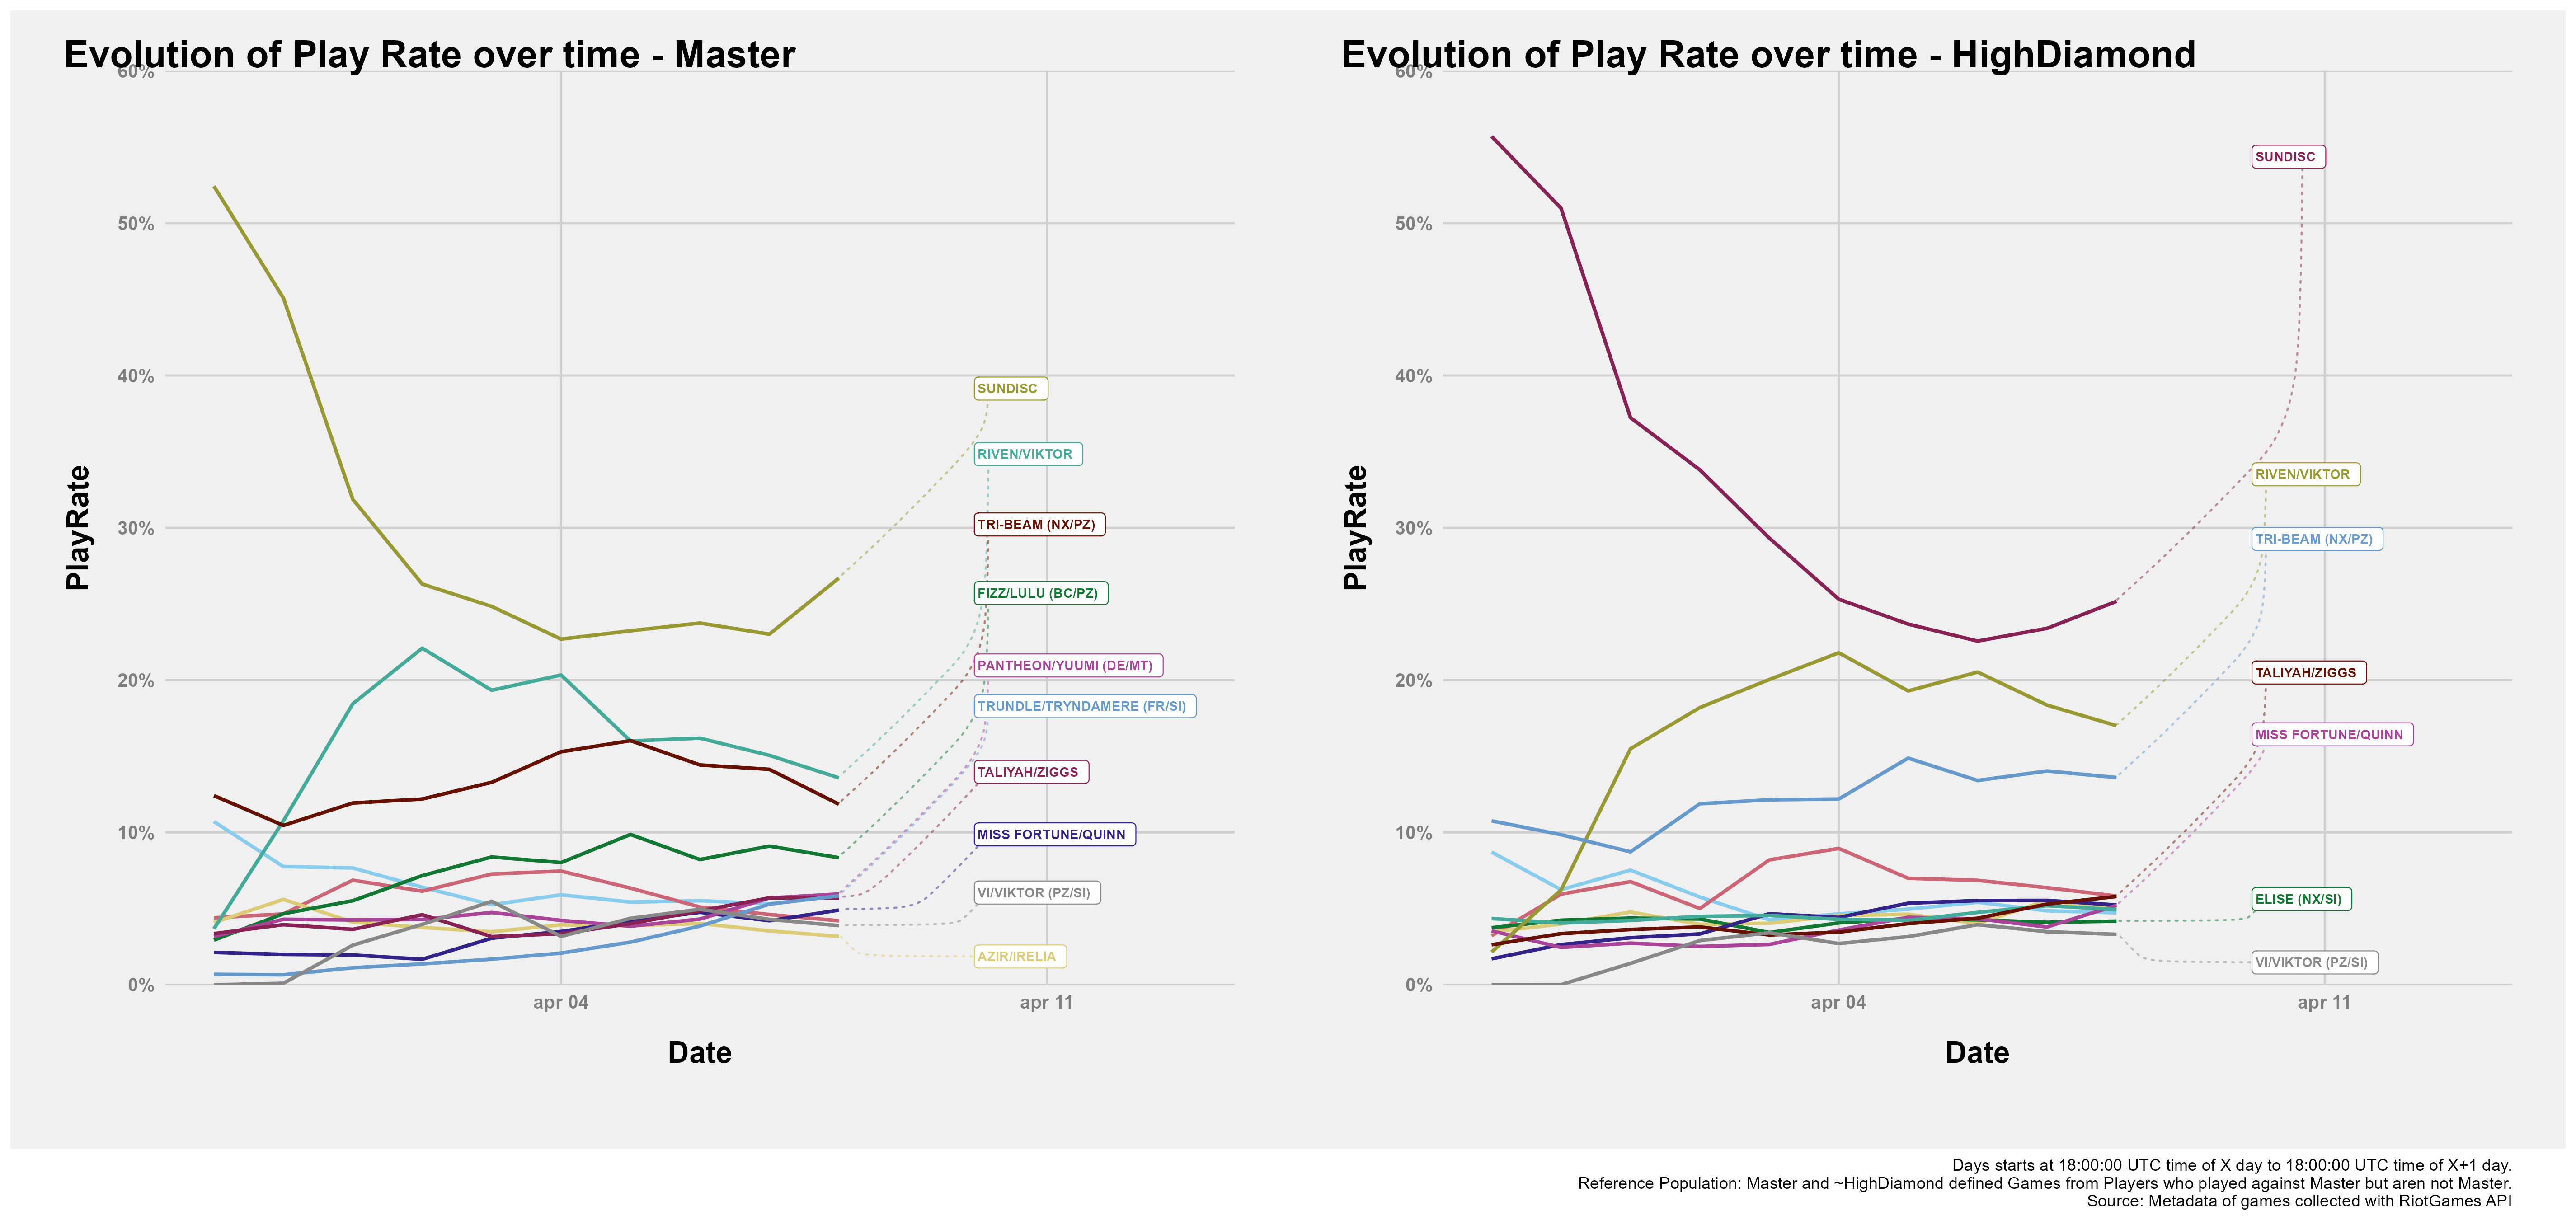 Evolution of Play Rate over time - Master
60%
50%
40%
30%
20%
10%
0%
PlayRate
SUNDISC
RIVEN/VIKTOR
TRI-BEAM (NX/PZ)
FIZZ/LULU (BC/PZ)
PANTHEON/YUUMI (DE/MT)
TRUNDLE/TRYNDAMERE (FR/SI)
TALIYAH/ZIGGS
MISS FORTUNE/QUINN
VI/VIKTOR (PZ/SI)
AZIR/IRELIA
apr 04
apr 11
Date
Evolution of Play Rate over time - HighDiamond
60%
50%
40%
30%
20%
10%
0%
PlayRate
SUNDISC
RIVEN/VIKTOR
TRI-BEAM (NX/PZ)
TALIYAH/ZIGGS
MISS FORTUNE/QUINN
ELISE (NX/SI)
VI/VIKTOR (PZ/SI)
apr 04
apr 11
Date
Days starts at 18:00:00 UTC time of X day to 18:00:00 UTC time of X+1 day.
Reference Population: Master and ~HighDiamond defined Games from Players who played against Master but aren not Master.
Source: Metadata of games collected with RiotGames API